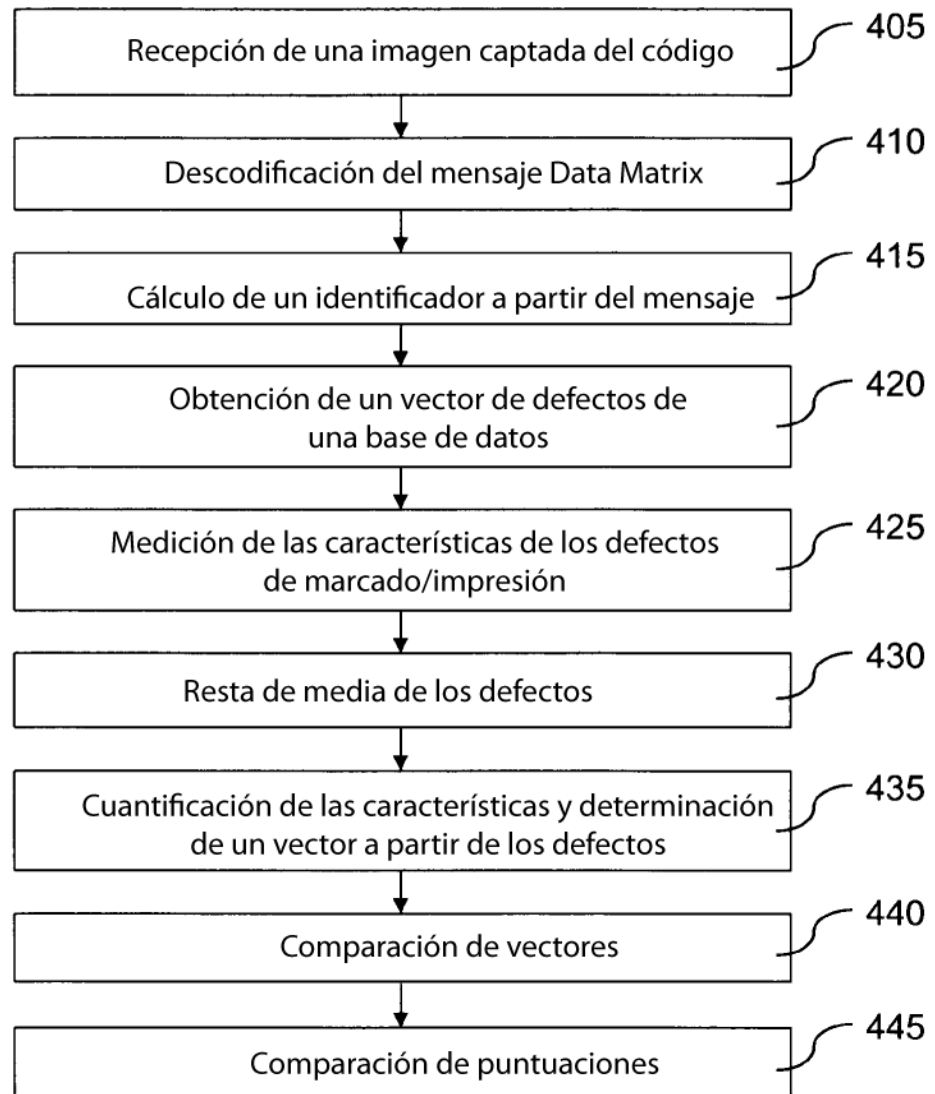 Recepción de una imagen captada del código
405
Descodificación del mensaje Data Matrix
410
Cálculo de un identificador a partir del mensaje
415
Obtención de un vector de defectos de
una base de datos
420
Medición de las características de los defectos
de marcado/impresión
425
Resta de media de los defectos
430
Cuantificación de las características y determinación
de un vector a partir de los defectos
435
Comparación de vectores
440
Comparación de puntuaciones
445